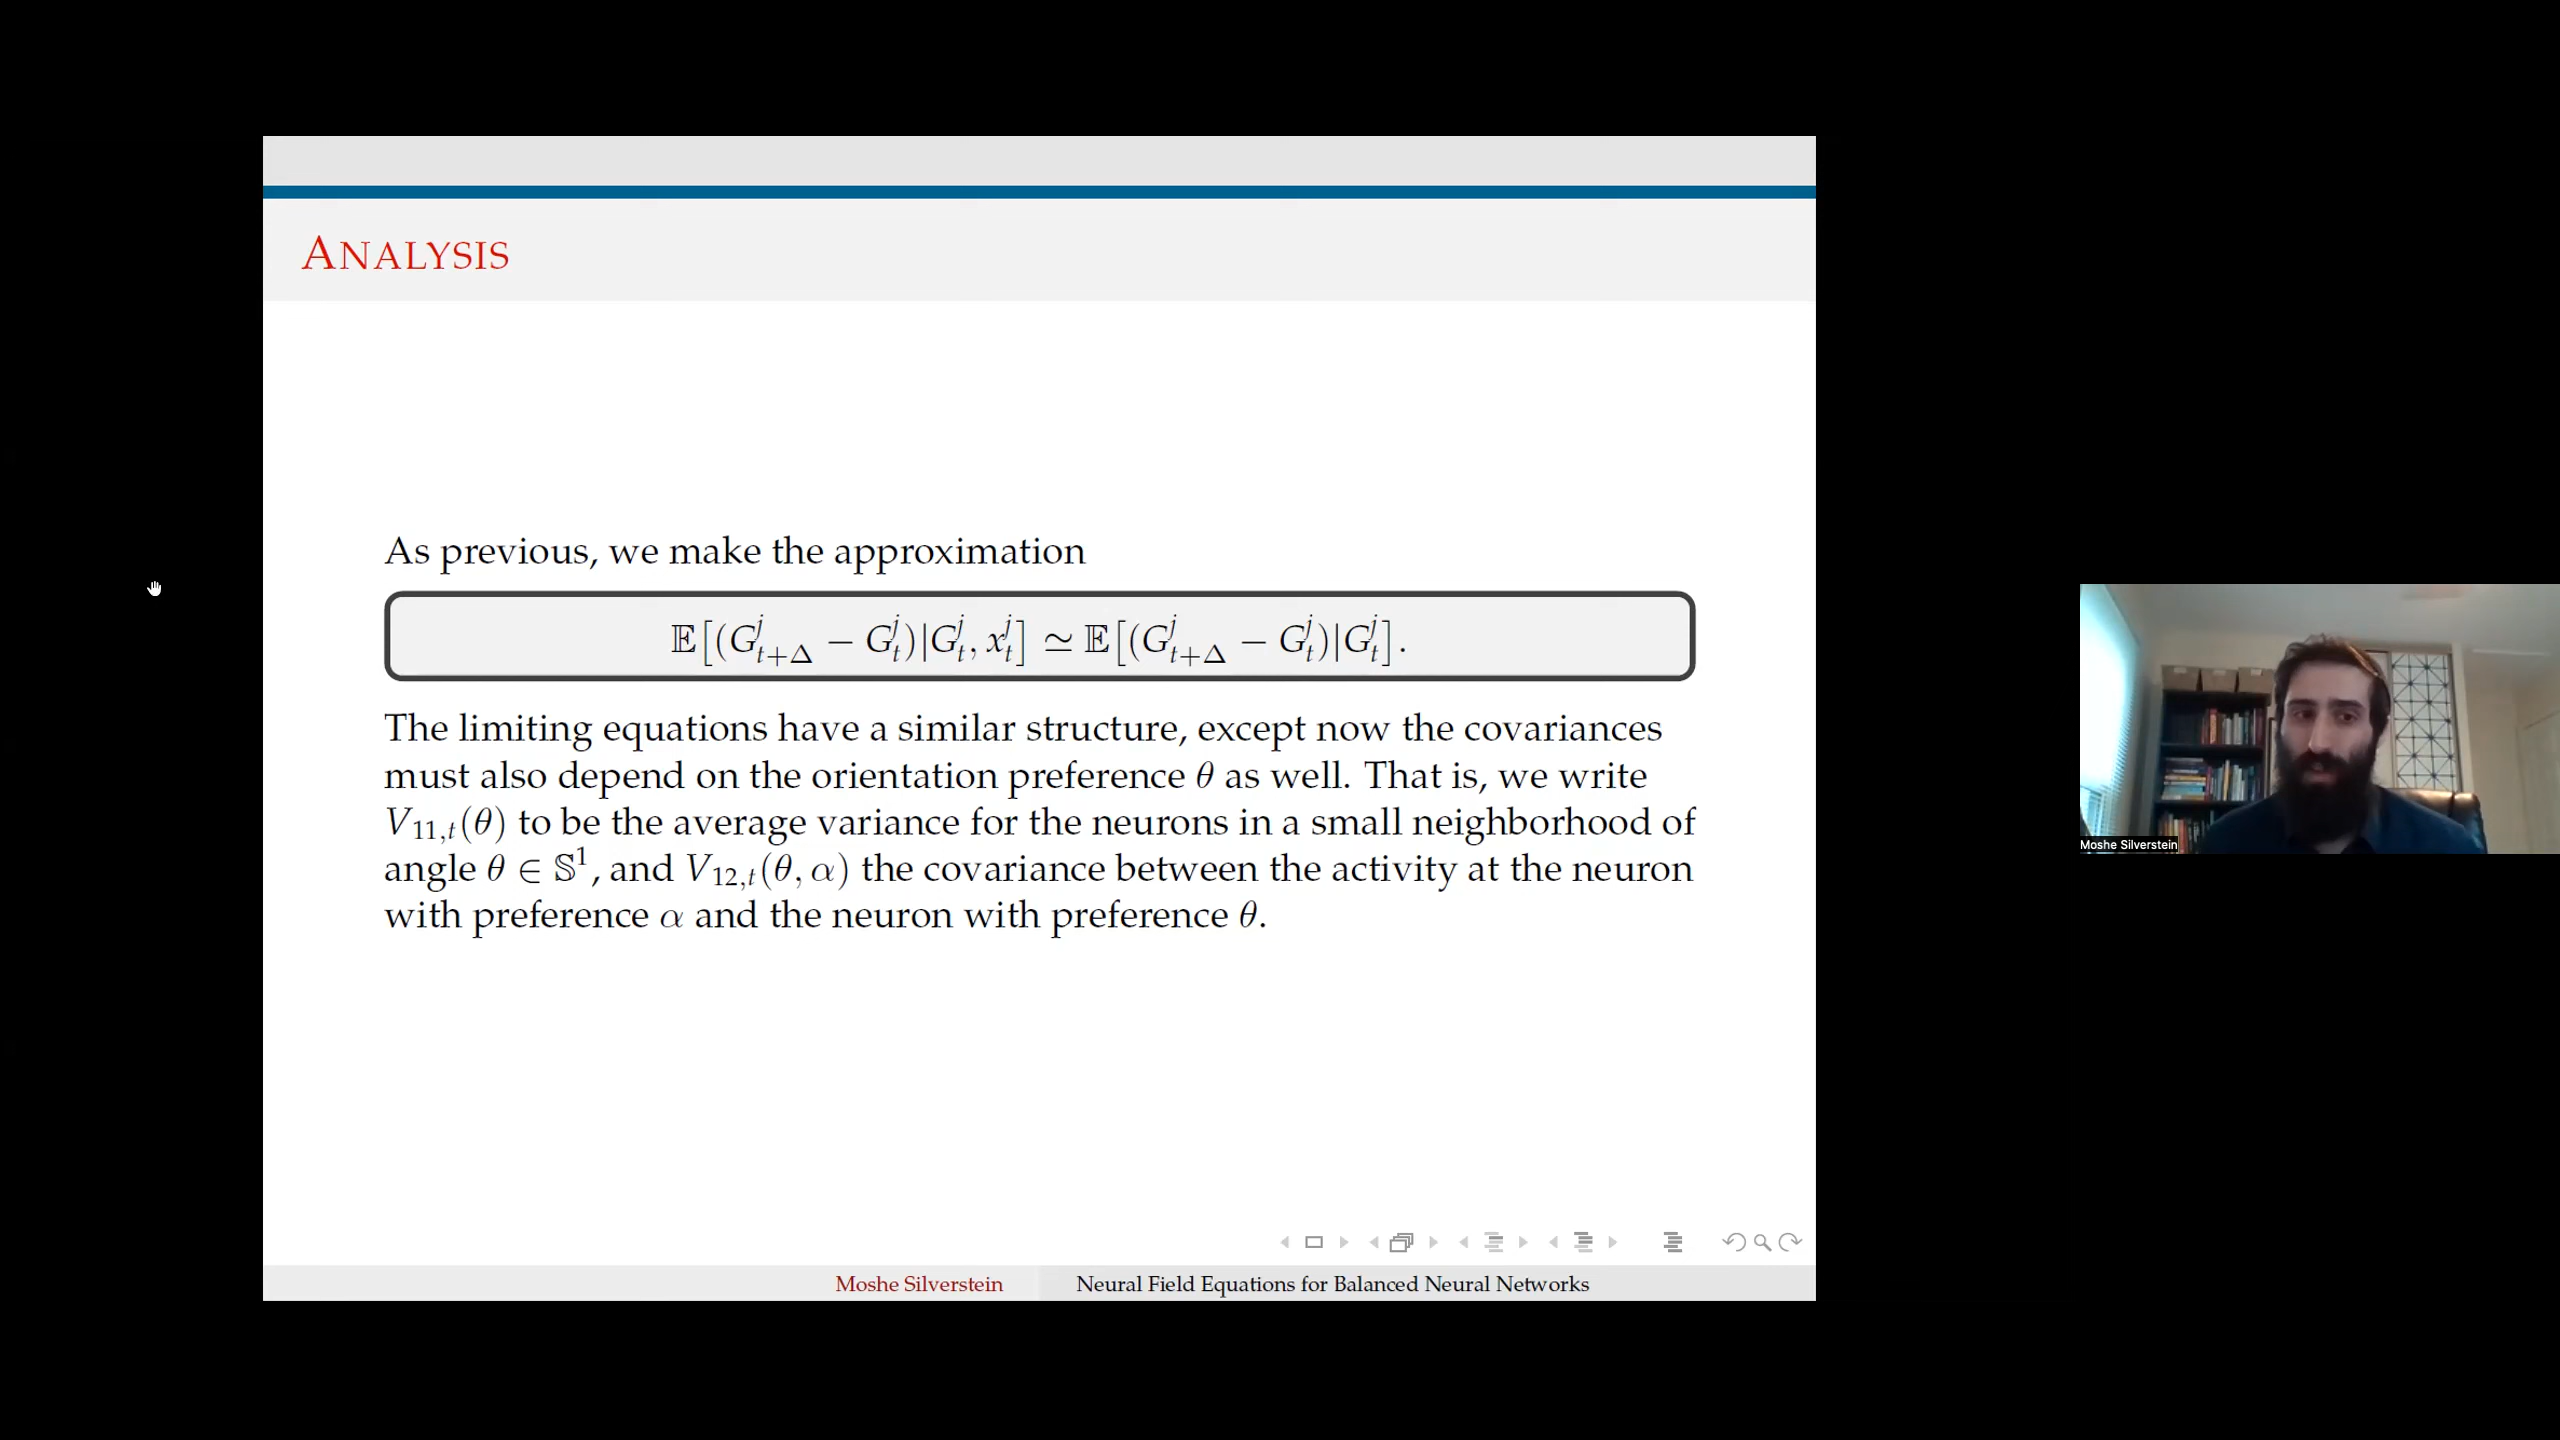 ANALYSIS
As previous, we make the approximation
𝔼[(G^j_{t+Δ} − G^j_t)|G^j_t, x^j_t] ≃ 𝔼[(G^j_{t+Δ} − G^j_t)|G^j_t].
The limiting equations have a similar structure, except now the covariances
must also depend on the orientation preference θ as well. That is, we write
V_{11,t}(θ) to be the average variance for the neurons in a small neighborhood of
angle θ ∈ 𝕊^1, and V_{12,t}(θ, α) the covariance between the activity at the neuron
with preference α and the neuron with preference θ.
Moshe Silverstein
Neural Field Equations for Balanced Neural Networks
Moshe Silverstein